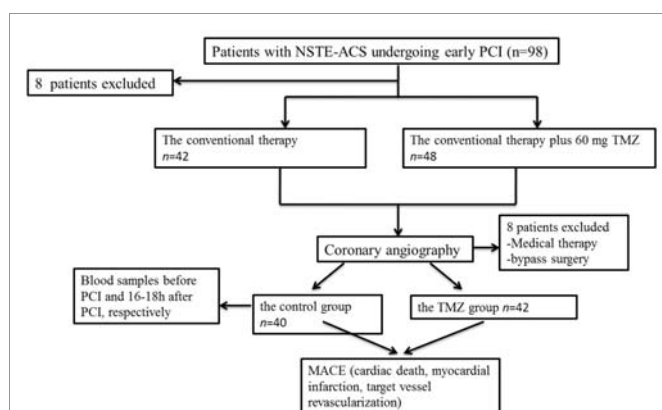 Patients with NSTE-ACS undergoing early PCI (n=98)
8 patients excluded
The conventional therapy
n=42
The conventional therapy plus 60 mg TMZ
n=48
8 patients excluded
-Medical therapy
-bypass surgery
Coronary angiography
Blood samples before
PCI and 16-18h after
PCI, respectively
the control group
n=40
the TMZ group n=42
MACE (cardiac death, myocardial
infarction, target vessel
revascularization)